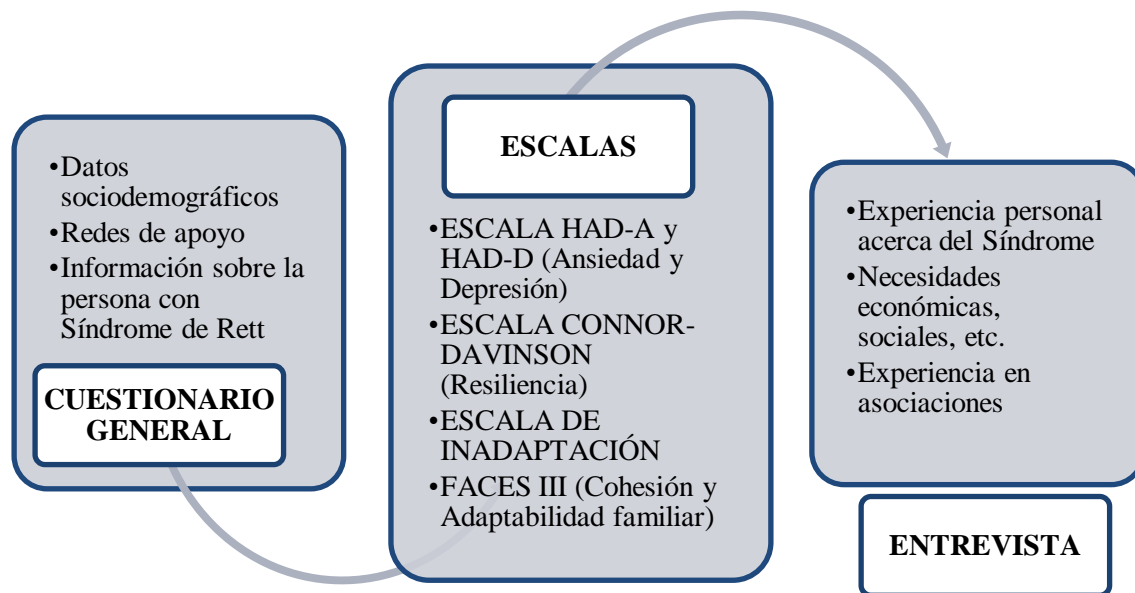 •Datos
sociodemográficos
•Redes de apoyo
•Información sobre la
persona con
Síndrome de Rett
CUESTIONARIO
GENERAL
ESCALAS
•ESCALA HAD-A y
HAD-D (Ansiedad y
Depresión)
•ESCALA CONNOR-
DAVINSON
(Resiliencia)
•ESCALA DE
INADAPTACIÓN
•FACES III (Cohesión y
Adaptabilidad familiar)
•Experiencia personal
acerca del Síndrome
•Necesidades
económicas,
sociales, etc.
•Experiencia en
asociaciones
ENTREVISTA